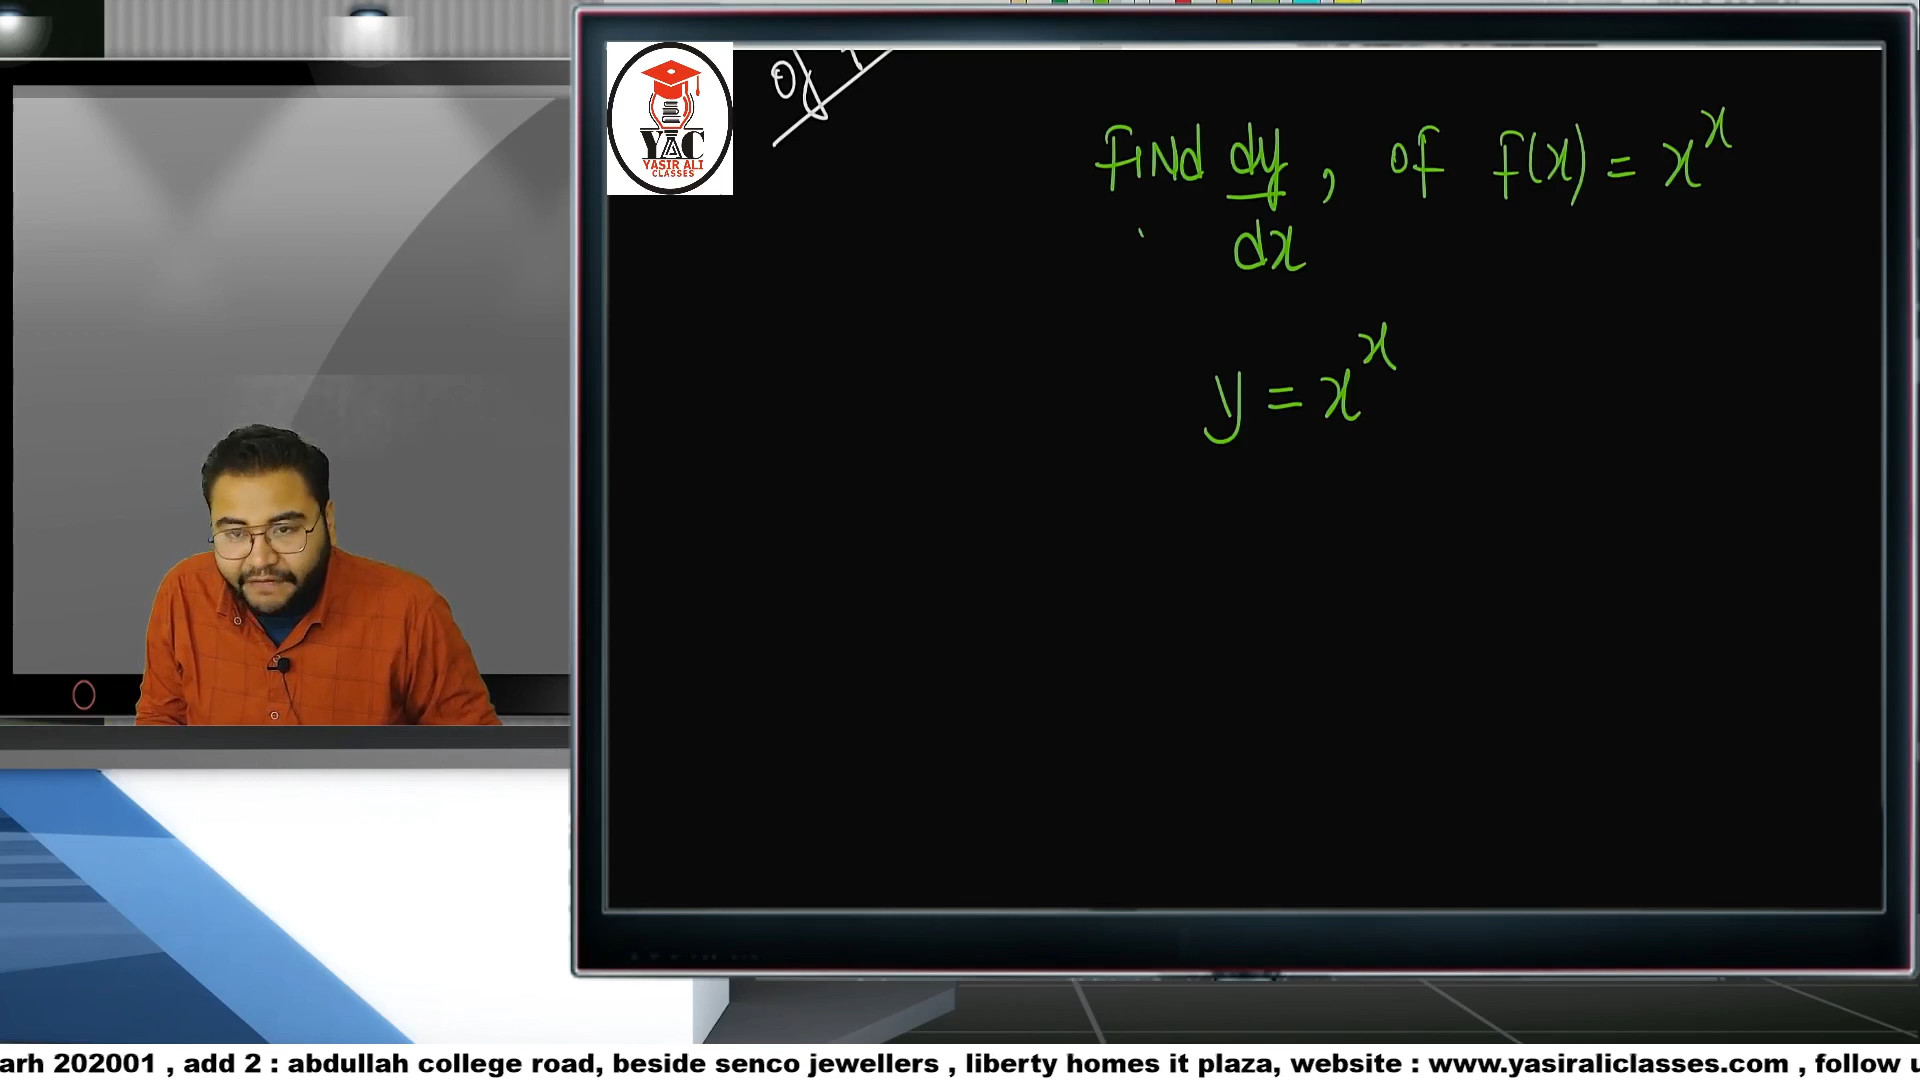 YAC
YASIR ALI
CLASSES
FIND dy/dx , of f(x) = x^x
y = x^x
arh 202001 , add 2 : abdullah college road, beside senco jewellers , liberty homes it plaza, website : www.yasiraliclasses.com , follow u